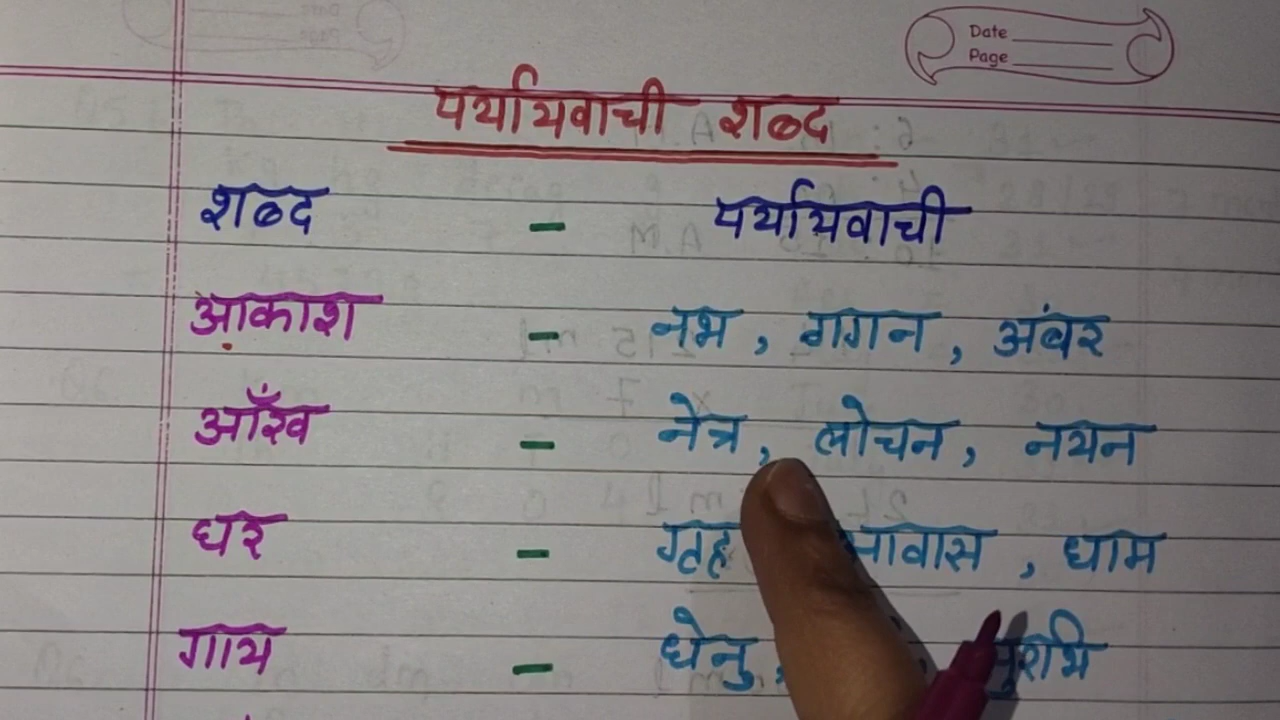 Date
Page
पर्यायवाची शब्द
शब्द - पर्यायवाची
आकाश - नभ, गगन, अंबर
आँख - नेत्र, लोचन, नयन
घर - गृह आवास, धाम
गाय - धेनु, सुरभि